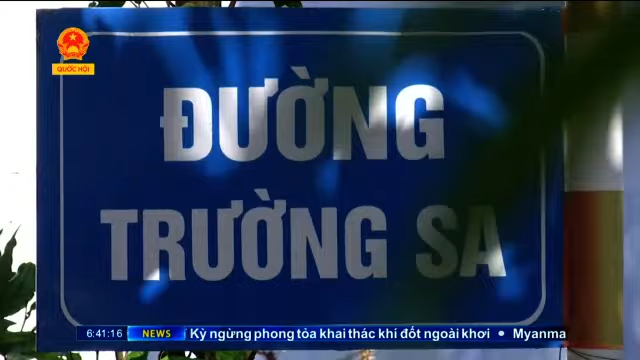 QUỐC HỘI
ĐƯỜNG
TRƯỜNG SA
6:41:16 NEWS Kỳ ngừng phong tỏa khai thác khí đốt ngoài khơi • Myanma